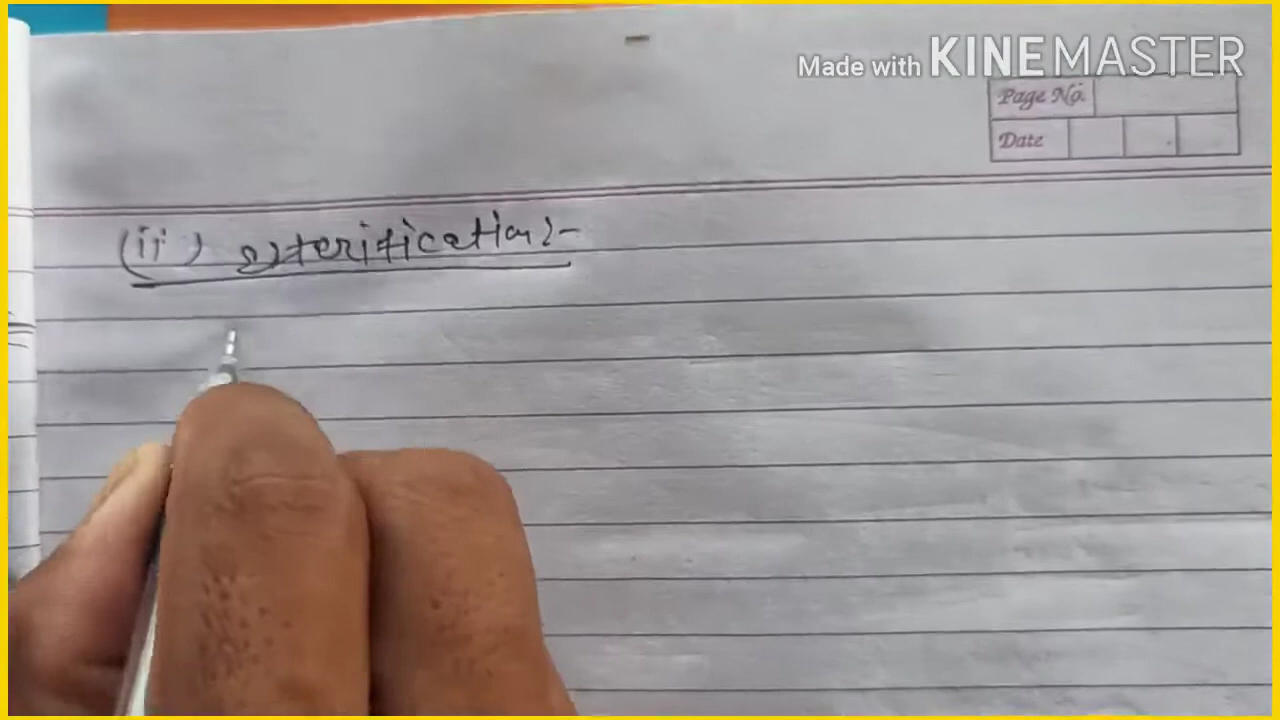 Made with KINEMASTER
Page No.
Date
(ii) esterification :-